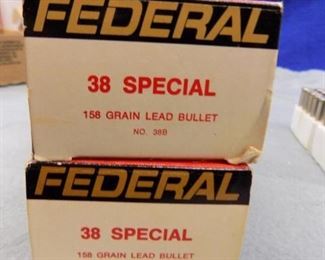 FEDERAL
38 SPECIAL
158 GRAIN LEAD BULLET
NO. 38B
FEDERAL
38 SPECIAL
158 GRAIN LEAD BULLET